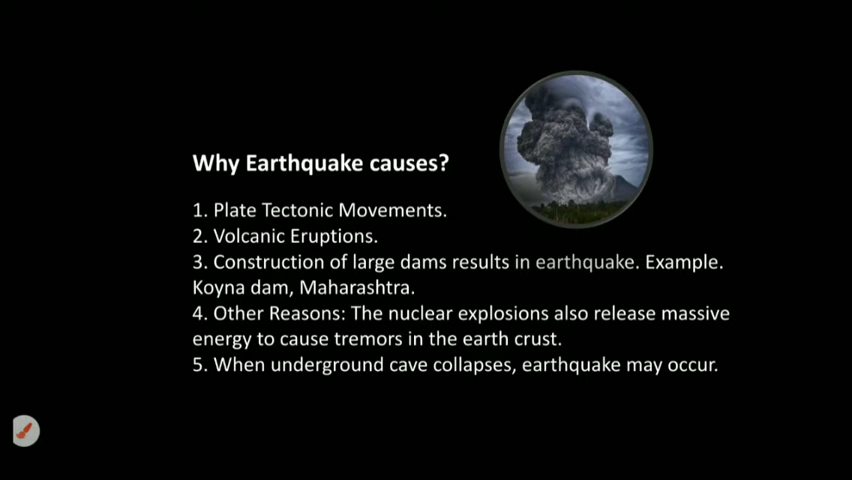 Why Earthquake causes?
1. Plate Tectonic Movements.
2. Volcanic Eruptions.
3. Construction of large dams results in earthquake. Example.
Koyna dam, Maharashtra.
4. Other Reasons: The nuclear explosions also release massive
energy to cause tremors in the earth crust.
5. When underground cave collapses, earthquake may occur.